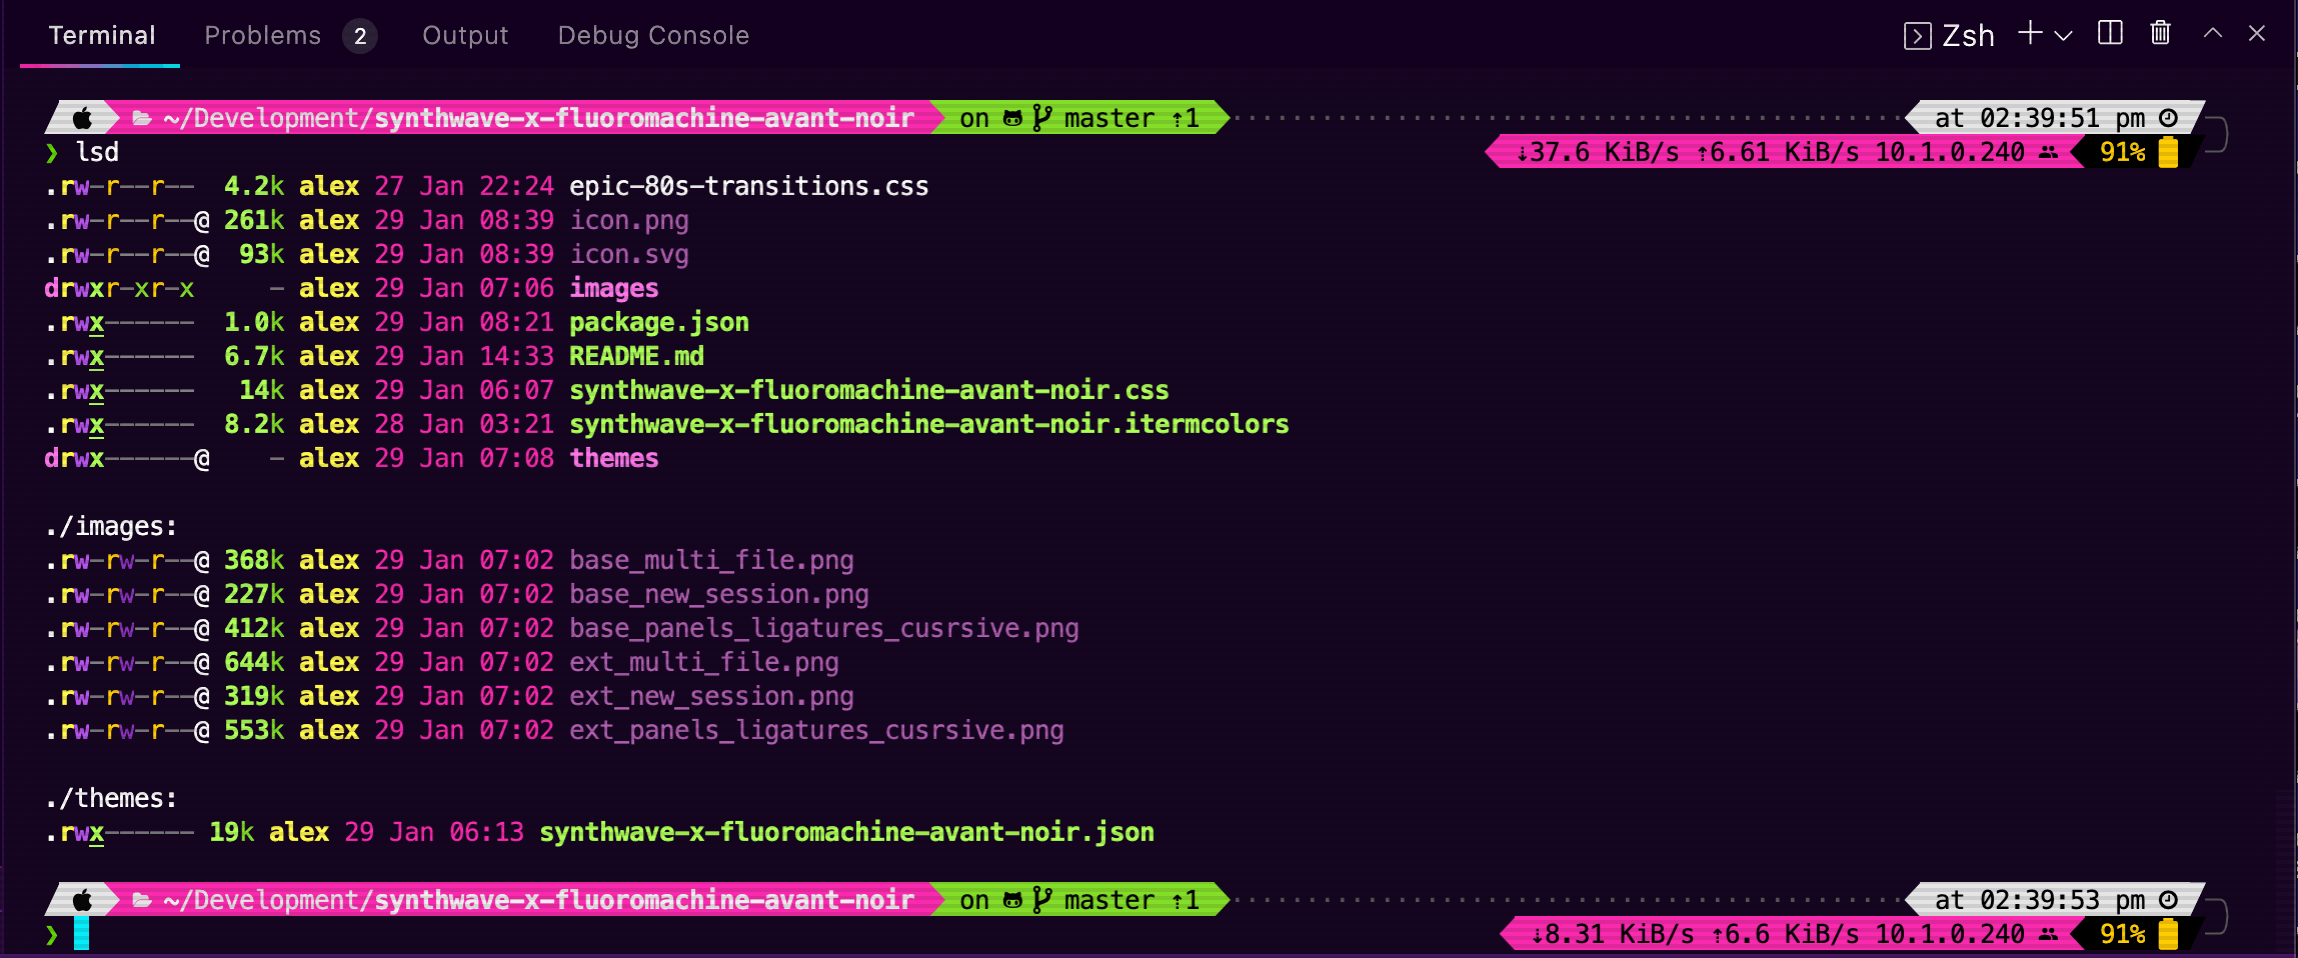 Terminal Problems 2 Output Debug Console Zsh
~/Development/synthwave-x-fluoromachine-avant-noir on master ⇡1 at 02:39:51 pm
❯ lsd ⇣37.6 KiB/s ⇡6.61 KiB/s 10.1.0.240 91%
.rw-r--r-- 4.2k alex 27 Jan 22:24 epic-80s-transitions.css
.rw-r--r--@ 261k alex 29 Jan 08:39 icon.png
.rw-r--r--@ 93k alex 29 Jan 08:39 icon.svg
drwxr-xr-x - alex 29 Jan 07:06 images
.rwx------ 1.0k alex 29 Jan 08:21 package.json
.rwx------ 6.7k alex 29 Jan 14:33 README.md
.rwx------ 14k alex 29 Jan 06:07 synthwave-x-fluoromachine-avant-noir.css
.rwx------ 8.2k alex 28 Jan 03:21 synthwave-x-fluoromachine-avant-noir.itermcolors
drwx------@ - alex 29 Jan 07:08 themes
./images:
.rw-rw-r--@ 368k alex 29 Jan 07:02 base_multi_file.png
.rw-rw-r--@ 227k alex 29 Jan 07:02 base_new_session.png
.rw-rw-r--@ 412k alex 29 Jan 07:02 base_panels_ligatures_cusrsive.png
.rw-rw-r--@ 644k alex 29 Jan 07:02 ext_multi_file.png
.rw-rw-r--@ 319k alex 29 Jan 07:02 ext_new_session.png
.rw-rw-r--@ 553k alex 29 Jan 07:02 ext_panels_ligatures_cusrsive.png
./themes:
.rwx------ 19k alex 29 Jan 06:13 synthwave-x-fluoromachine-avant-noir.json
~/Development/synthwave-x-fluoromachine-avant-noir on master ⇡1 at 02:39:53 pm
❯ ⇣8.31 KiB/s ⇡6.6 KiB/s 10.1.0.240 91%